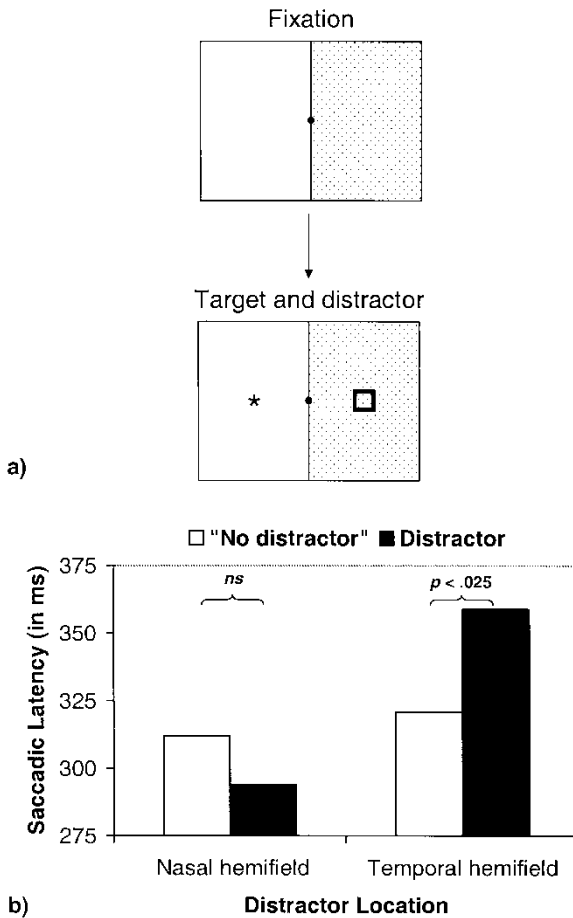 Fixation
Target and distractor
*
a)
"No distractor" Distractor
Saccadic Latency (in ms)
375
350
325
300
275
ns
p < .025
Nasal hemifield Temporal hemifield
b) Distractor Location